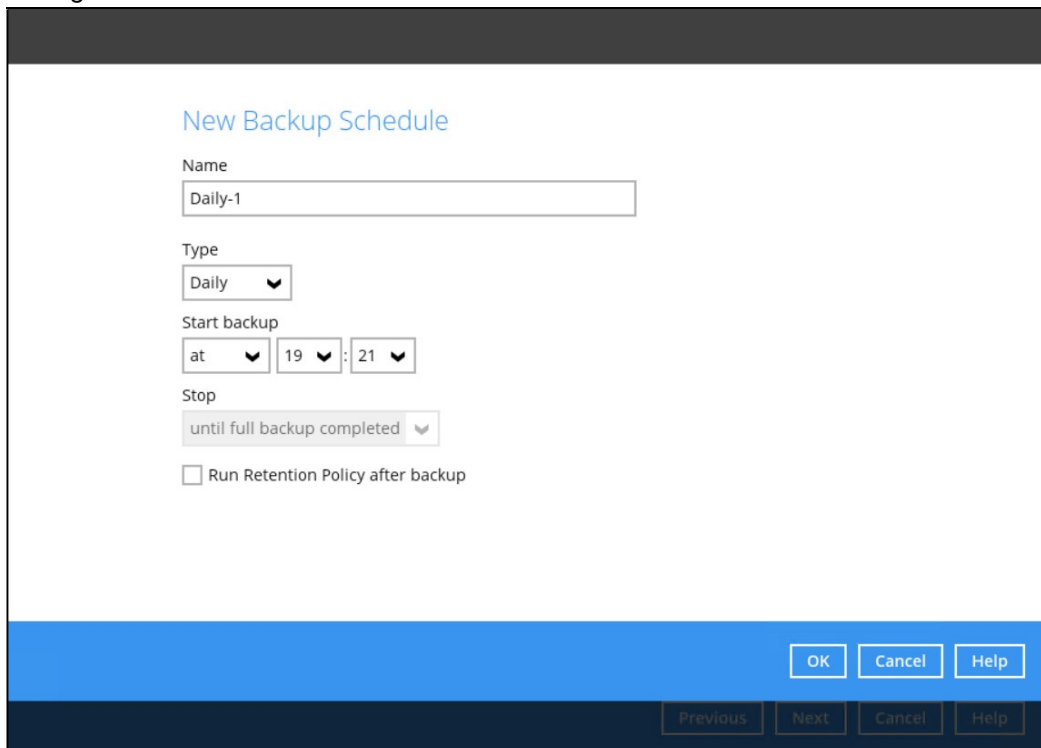 New Backup Schedule
Name
Daily-1
Type
Daily
Start backup
at 19 : 21
Stop
until full backup completed
Run Retention Policy after backup
OK Cancel Help
Previous Next Cancel Help